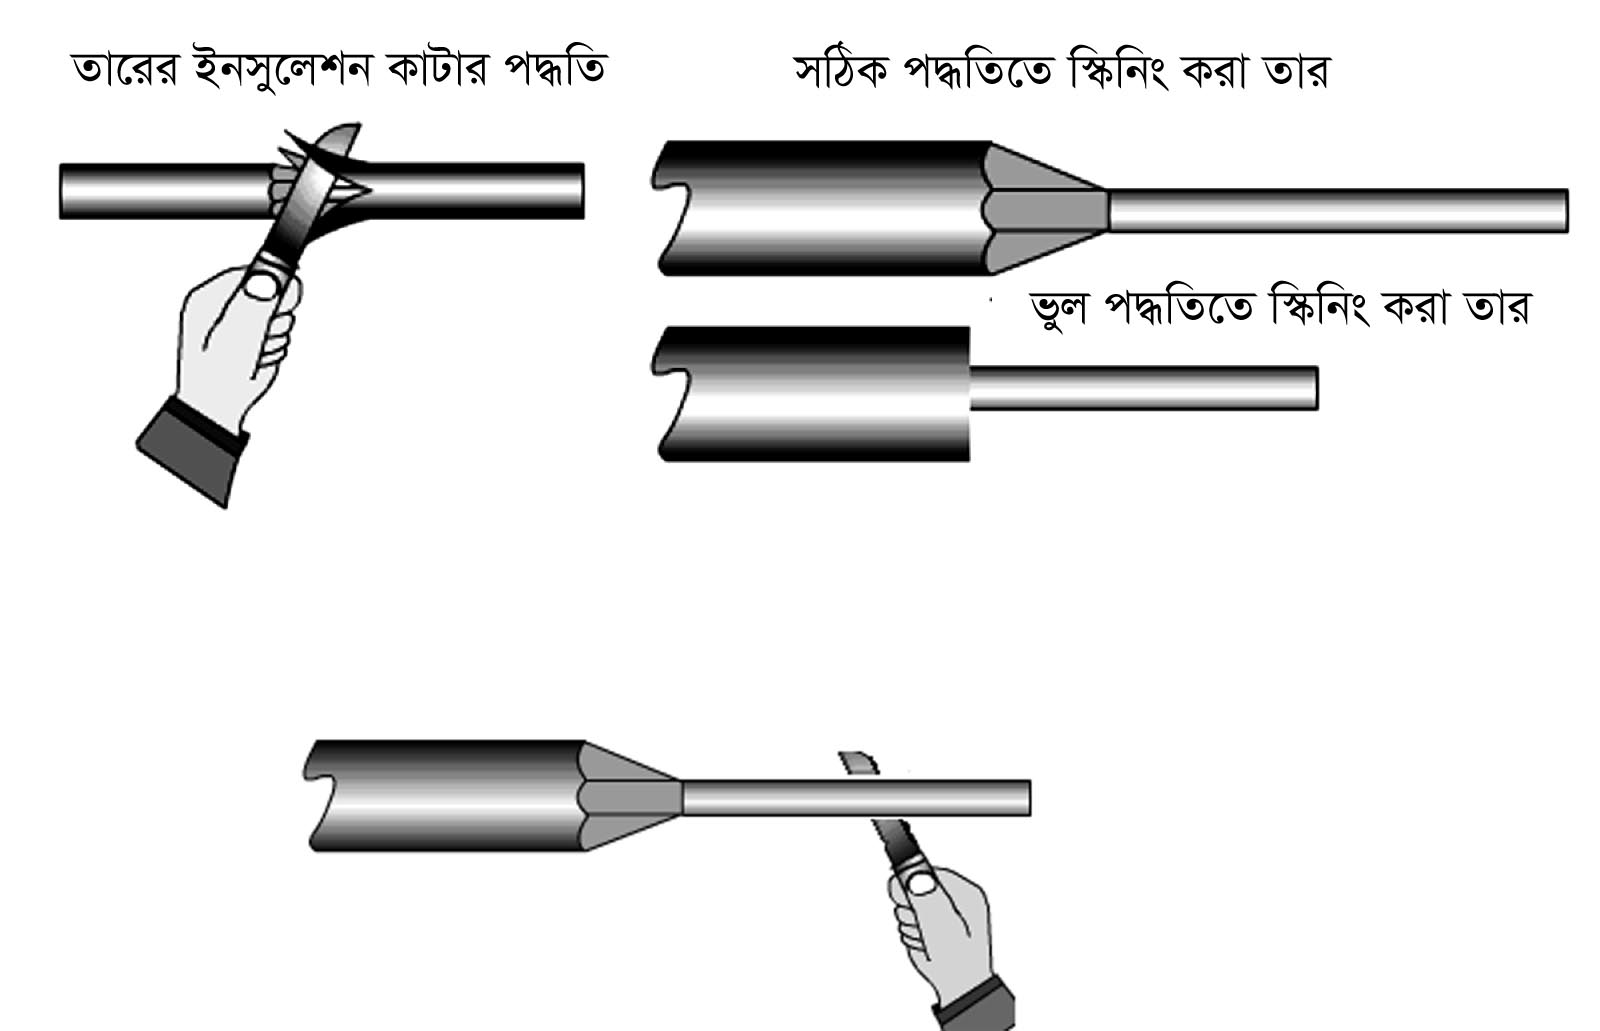 তারের ইনসুলেশন কাটার পদ্ধতি
সঠিক পদ্ধতিতে স্কিনিং করা তার
ভুল পদ্ধতিতে স্কিনিং করা তার